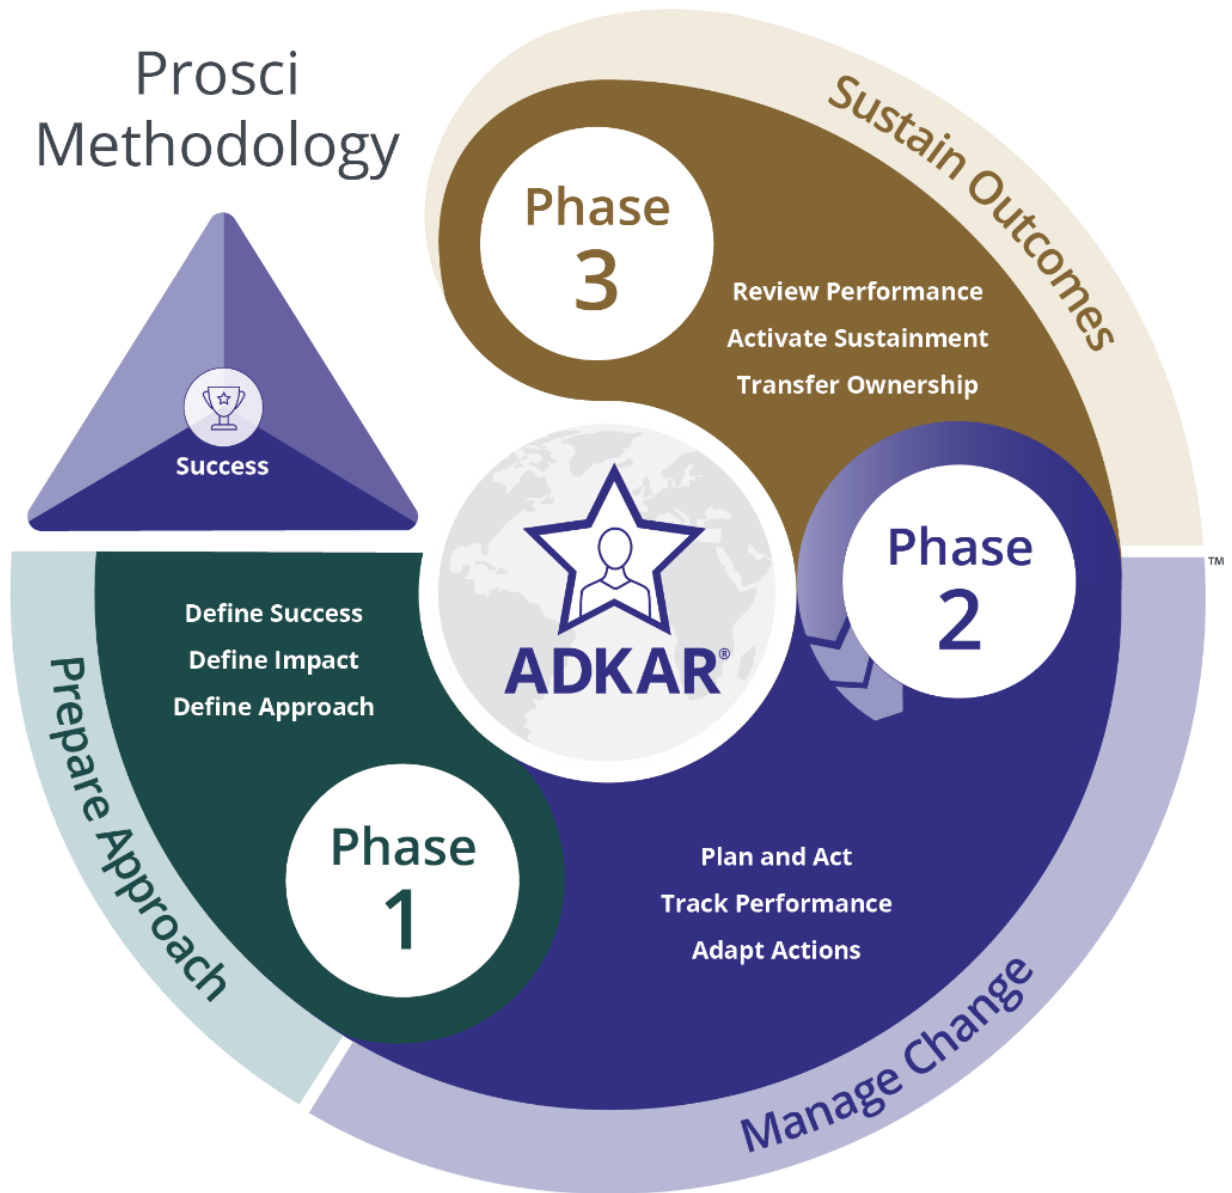 Prosci
Methodology
Success
Prepare Approach
Define Success
Define Impact
Define Approach
Phase
1
Manage Change
Phase
2
Plan and Act
Track Performance
Adapt Actions
Sustain Outcomes
Phase
3
Review Performance
Activate Sustainment
Transfer Ownership
ADKAR®
™